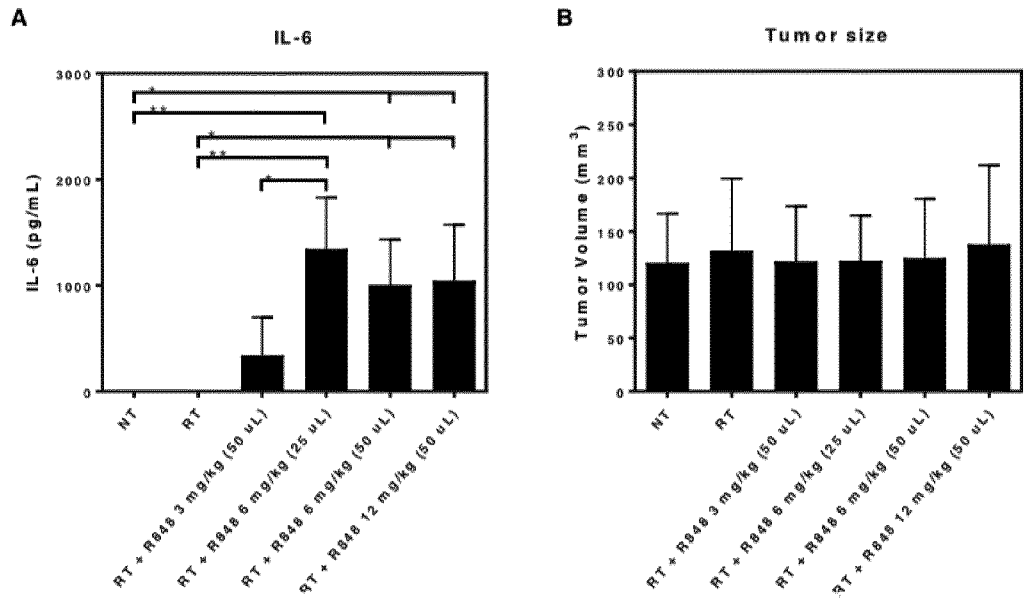 A
IL-6
IL-6 (pg/mL)
3000
2000
1000
0
*
**
*
**
*
NT
RT
RT + R848 3 mg/kg (50 uL)
RT + R848 6 mg/kg (25 uL)
RT + R848 6 mg/kg (50 uL)
RT + R848 12 mg/kg (50 uL)
B
Tumor size
Tumor Volume (mm3)
300
250
200
150
100
50
0
NT
RT
RT + R848 3 mg/kg (50 uL)
RT + R848 6 mg/kg (25 uL)
RT + R848 6 mg/kg (50 uL)
RT + R848 12 mg/kg (50 uL)